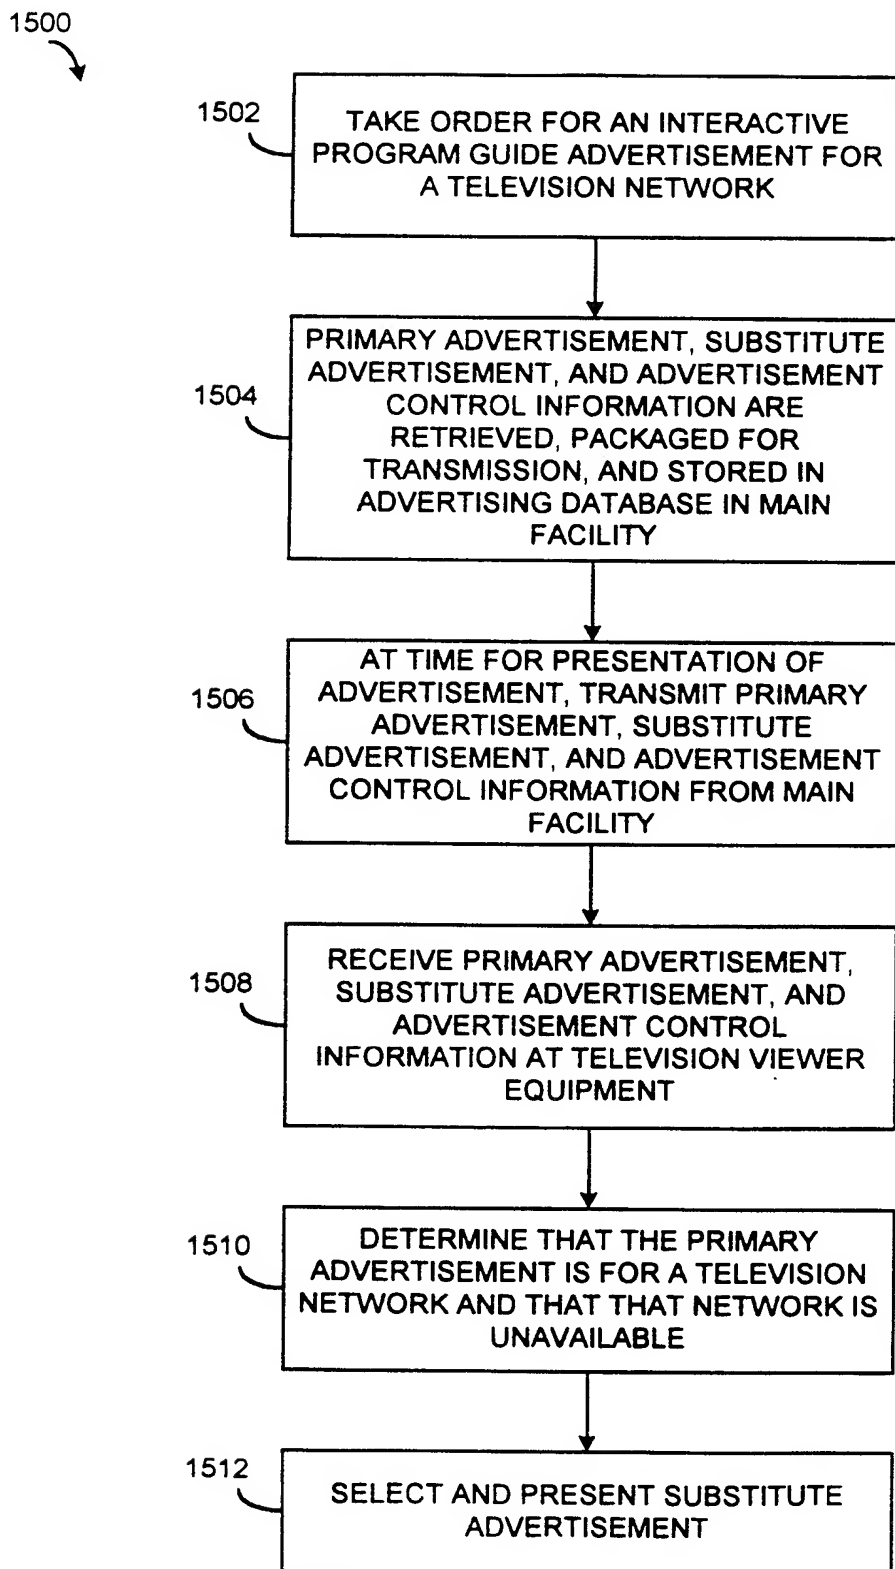 1500
1502
TAKE ORDER FOR AN INTERACTIVE
PROGRAM GUIDE ADVERTISEMENT FOR
A TELEVISION NETWORK
1504
PRIMARY ADVERTISEMENT, SUBSTITUTE
ADVERTISEMENT, AND ADVERTISEMENT
CONTROL INFORMATION ARE
RETRIEVED, PACKAGED FOR
TRANSMISSION, AND STORED IN
ADVERTISING DATABASE IN MAIN
FACILITY
1506
AT TIME FOR PRESENTATION OF
ADVERTISEMENT, TRANSMIT PRIMARY
ADVERTISEMENT, SUBSTITUTE
ADVERTISEMENT, AND ADVERTISEMENT
CONTROL INFORMATION FROM MAIN
FACILITY
1508
RECEIVE PRIMARY ADVERTISEMENT,
SUBSTITUTE ADVERTISEMENT, AND
ADVERTISEMENT CONTROL
INFORMATION AT TELEVISION VIEWER
EQUIPMENT
1510
DETERMINE THAT THE PRIMARY
ADVERTISEMENT IS FOR A TELEVISION
NETWORK AND THAT THAT NETWORK IS
UNAVAILABLE
1512
SELECT AND PRESENT SUBSTITUTE
ADVERTISEMENT